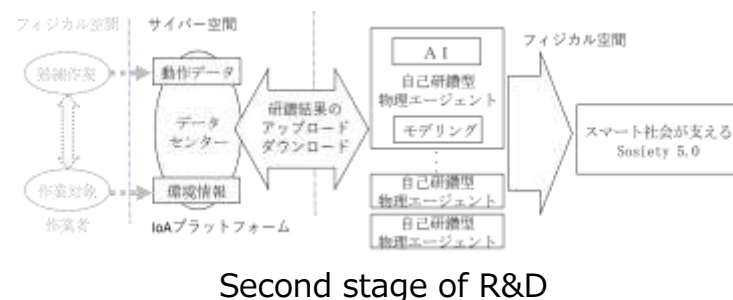 フィジカル空間
サイバー空間
フィジカル空間
熟練作業
動作データ
データ
センター
環境情報
作業対象
作業者
IoAプラットフォーム
研鑽結果の
アップロード
ダウンロード
AI
自己研鑽型
物理エージェント
モデリング
自己研鑽型
物理エージェント
自己研鑽型
物理エージェント
スマート社会が支える
Sosiety 5.0
Second stage of R&D